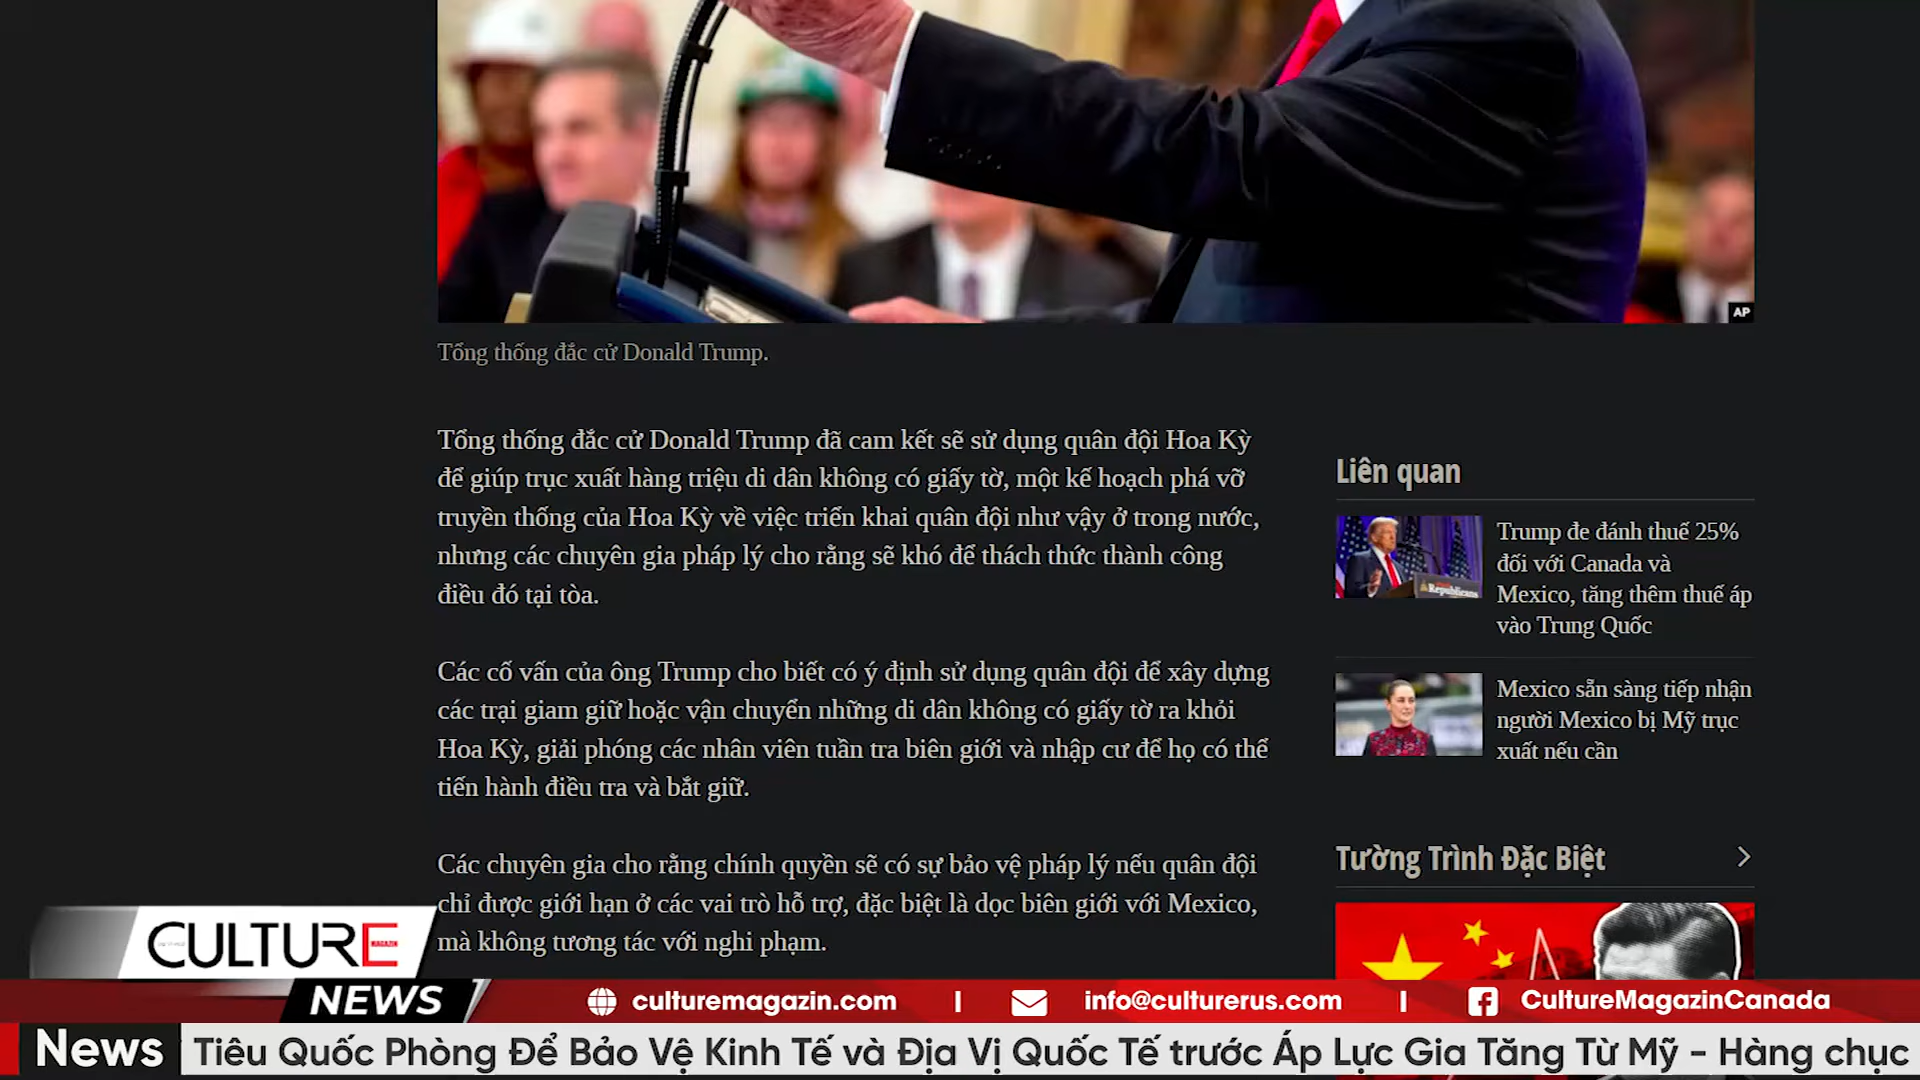 AP
Tổng thống đắc cử Donald Trump.
Tổng thống đắc cử Donald Trump đã cam kết sẽ sử dụng quân đội Hoa Kỳ
để giúp trục xuất hàng triệu di dân không có giấy tờ, một kế hoạch phá vỡ
truyền thống của Hoa Kỳ về việc triển khai quân đội như vậy ở trong nước,
nhưng các chuyên gia pháp lý cho rằng sẽ khó để thách thức thành công
điều đó tại tòa.
Các cố vấn của ông Trump cho biết có ý định sử dụng quân đội để xây dựng
các trại giam giữ hoặc vận chuyển những di dân không có giấy tờ ra khỏi
Hoa Kỳ, giải phóng các nhân viên tuần tra biên giới và nhập cư để họ có thể
tiến hành điều tra và bắt giữ.
Các chuyên gia cho rằng chính quyền sẽ có sự bảo vệ pháp lý nếu quân đội
chỉ được giới hạn ở các vai trò hỗ trợ, đặc biệt là dọc biên giới với Mexico,
mà không tương tác với nghi phạm.
Liên quan
Trump đe đánh thuế 25%
đối với Canada và
Mexico, tăng thêm thuế áp
vào Trung Quốc
Republicans
Mexico sẵn sàng tiếp nhận
người Mexico bị Mỹ trục
xuất nếu cần
Tường Trình Đặc Biệt
CULTURE
MAGAZIN
NEWS
culturemagazin.com | info@culturerus.com | CultureMagazinCanada
News
Tiêu Quốc Phòng Để Bảo Vệ Kinh Tế và Địa Vị Quốc Tế trước Áp Lực Gia Tăng Từ Mỹ - Hàng chục